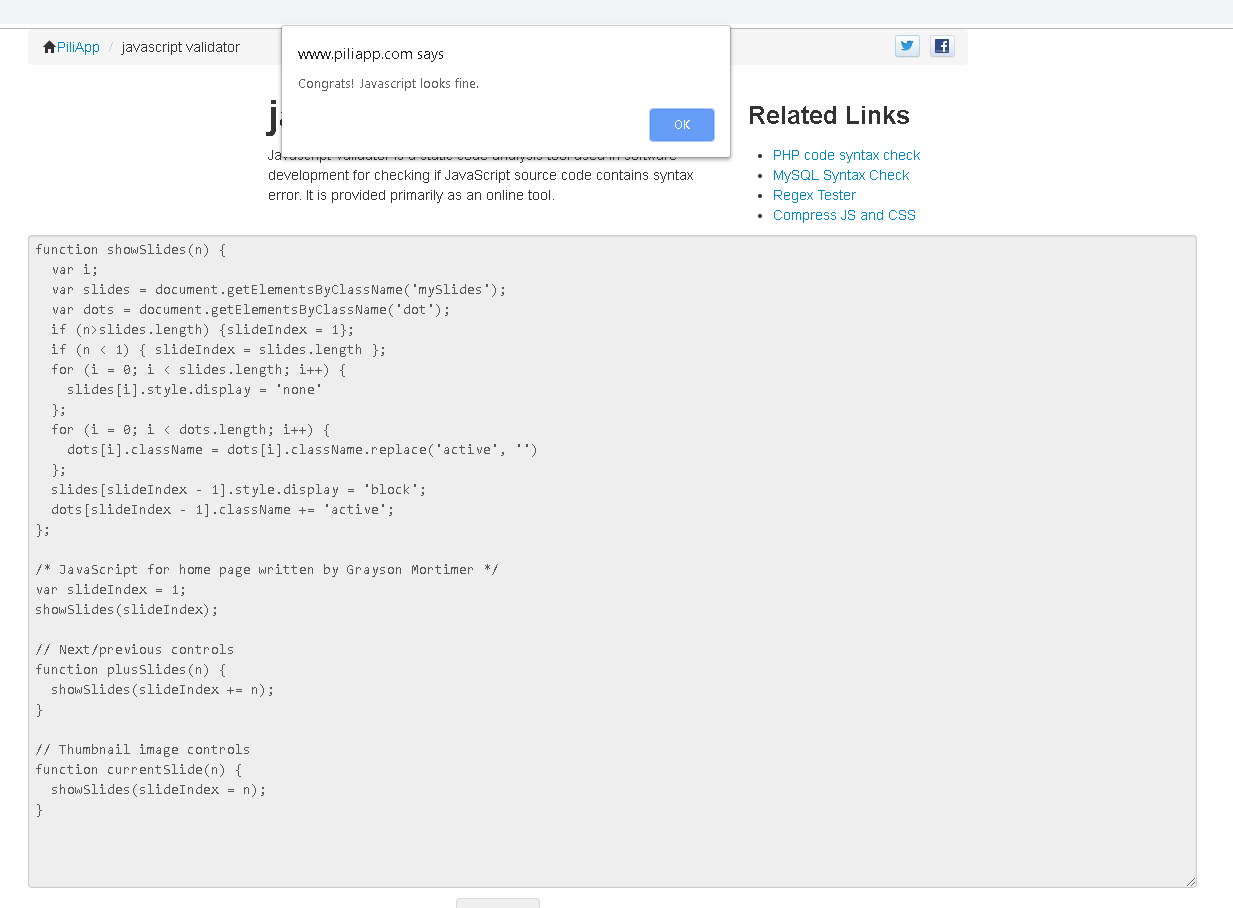 PiliApp / javascript validator
www.piliapp.com says
Congrats! Javascript looks fine.
OK
Related Links
development for checking if JavaScript source code contains syntax
error. It is provided primarily as an online tool.
• PHP code syntax check
• MySQL Syntax Check
• Regex Tester
• Compress JS and CSS
function showSlides(n) {
  var i;
  var slides = document.getElementsByClassName('mySlides');
  var dots = document.getElementsByClassName('dot');
  if (n>slides.length) {slideIndex = 1};
  if (n < 1) { slideIndex = slides.length };
  for (i = 0; i < slides.length; i++) {
    slides[i].style.display = 'none'
  };
  for (i = 0; i < dots.length; i++) {
    dots[i].className = dots[i].className.replace('active', '')
  };
  slides[slideIndex - 1].style.display = 'block';
  dots[slideIndex - 1].className += 'active';
};
/* JavaScript for home page written by Grayson Mortimer */
var slideIndex = 1;
showSlides(slideIndex);
// Next/previous controls
function plusSlides(n) {
  showSlides(slideIndex += n);
}
// Thumbnail image controls
function currentSlide(n) {
  showSlides(slideIndex = n);
}